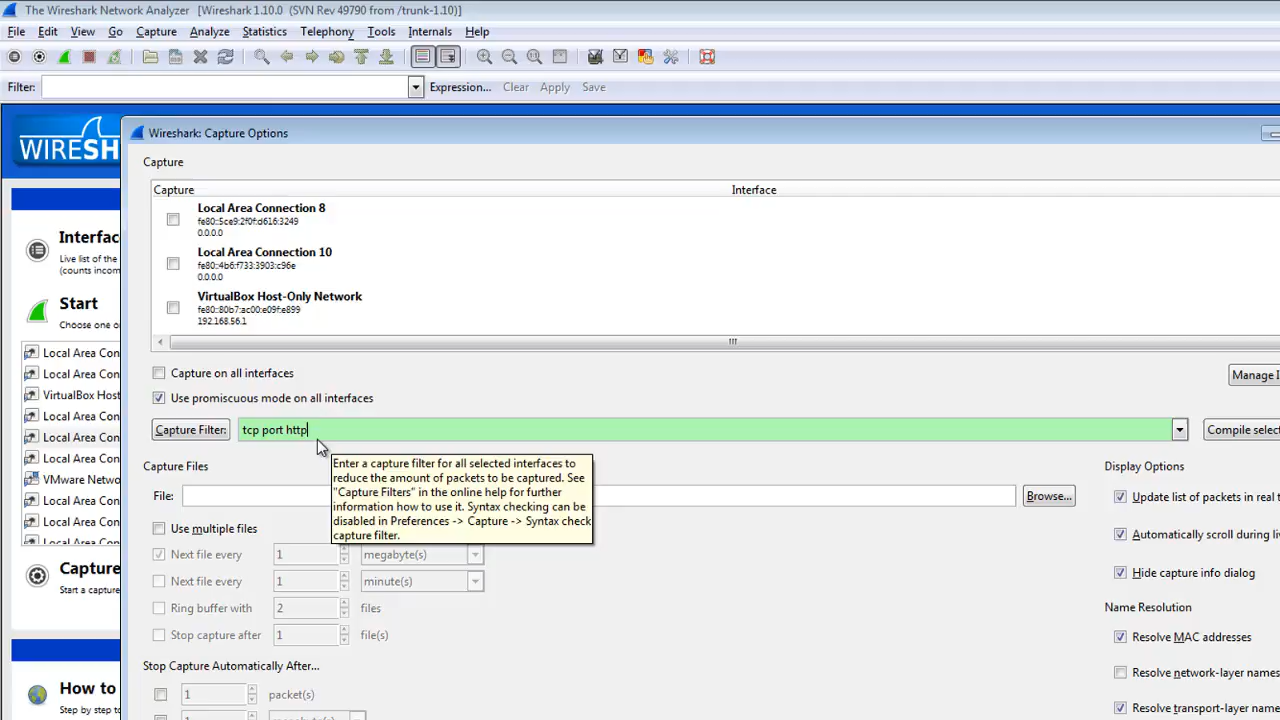 The Wireshark Network Analyzer [Wireshark 1.10.0 (SVN Rev 49790 from /trunk-1.10)]
File Edit View Go Capture Analyze Statistics Telephony Tools Internals Help
Filter: Expression... Clear Apply Save
WIRESH
Wireshark: Capture Options
Capture
Capture Interface
Local Area Connection 8
fe80::5ce9:2f0f:d616:3249
0.0.0.0
Local Area Connection 10
fe80::4b6:f733:3903:c96e
0.0.0.0
VirtualBox Host-Only Network
fe80::80b7:ac00:e09f:e899
192.168.56.1
Interfac
Live list of the
(counts incom
Start
Choose one o
Local Area Con
Local Area Con
VirtualBox Host
Local Area Con
Local Area Con
Local Area Con
VMware Networ
Local Area Con
Local Area Con
Local Area Con
Capture
Start a capture
How to
Step by step to
Capture on all interfaces
Manage I
Use promiscuous mode on all interfaces
Capture Filter: tcp port http
Compile select
Enter a capture filter for all selected interfaces to
reduce the amount of packets to be captured. See
"Capture Filters" in the online help for further
information how to use it. Syntax checking can be
disabled in Preferences -> Capture -> Syntax check
capture filter.
Capture Files
File: Browse...
Use multiple files
Next file every 1 megabyte(s)
Next file every 1 minute(s)
Ring buffer with 2 files
Stop capture after 1 file(s)
Stop Capture Automatically After...
1 packet(s)
Display Options
Update list of packets in real t
Automatically scroll during liv
Hide capture info dialog
Name Resolution
Resolve MAC addresses
Resolve network-layer names
Resolve transport-layer name